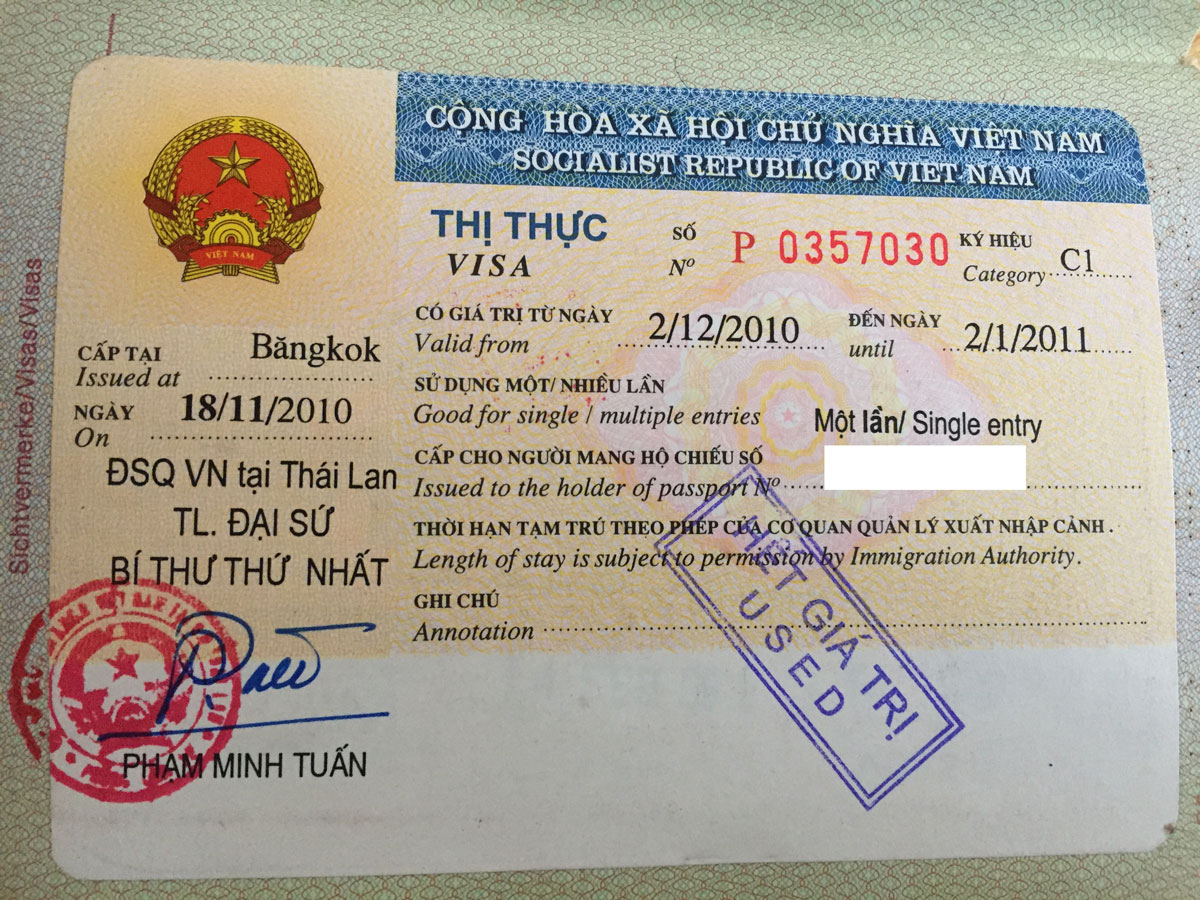 CỘNG HÒA XÃ HỘI CHỦ NGHĨA VIỆT NAM
SOCIALIST REPUBLIC OF VIET NAM
VIỆT NAM
THỊ THỰC
VISA
SỐ
Nº
P 0357030
KÝ HIỆU
Category
C1
CÓ GIÁ TRỊ TỪ NGÀY
Valid from
2/12/2010
ĐẾN NGÀY
until
2/1/2011
SỬ DỤNG MỘT/ NHIỀU LẦN
Good for single / multiple entries
Một lần/ Single entry
CẤP CHO NGƯỜI MANG HỘ CHIẾU SỐ
Issued to the holder of passport Nº
THỜI HẠN TẠM TRÚ THEO PHÉP CỦA CƠ QUAN QUẢN LÝ XUẤT NHẬP CẢNH.
Length of stay is subject to permission by Immigration Authority.
GHI CHÚ
Annotation
HẾT GIÁ TRỊ
USED
Sichtvermerke/Visas/Visas
CẤP TẠI
Issued at
Băngkok
NGÀY
On
18/11/2010
ĐSQ VN tại Thái Lan
TL. ĐẠI SỨ
BÍ THƯ THỨ NHẤT
PHẠM MINH TUẤN